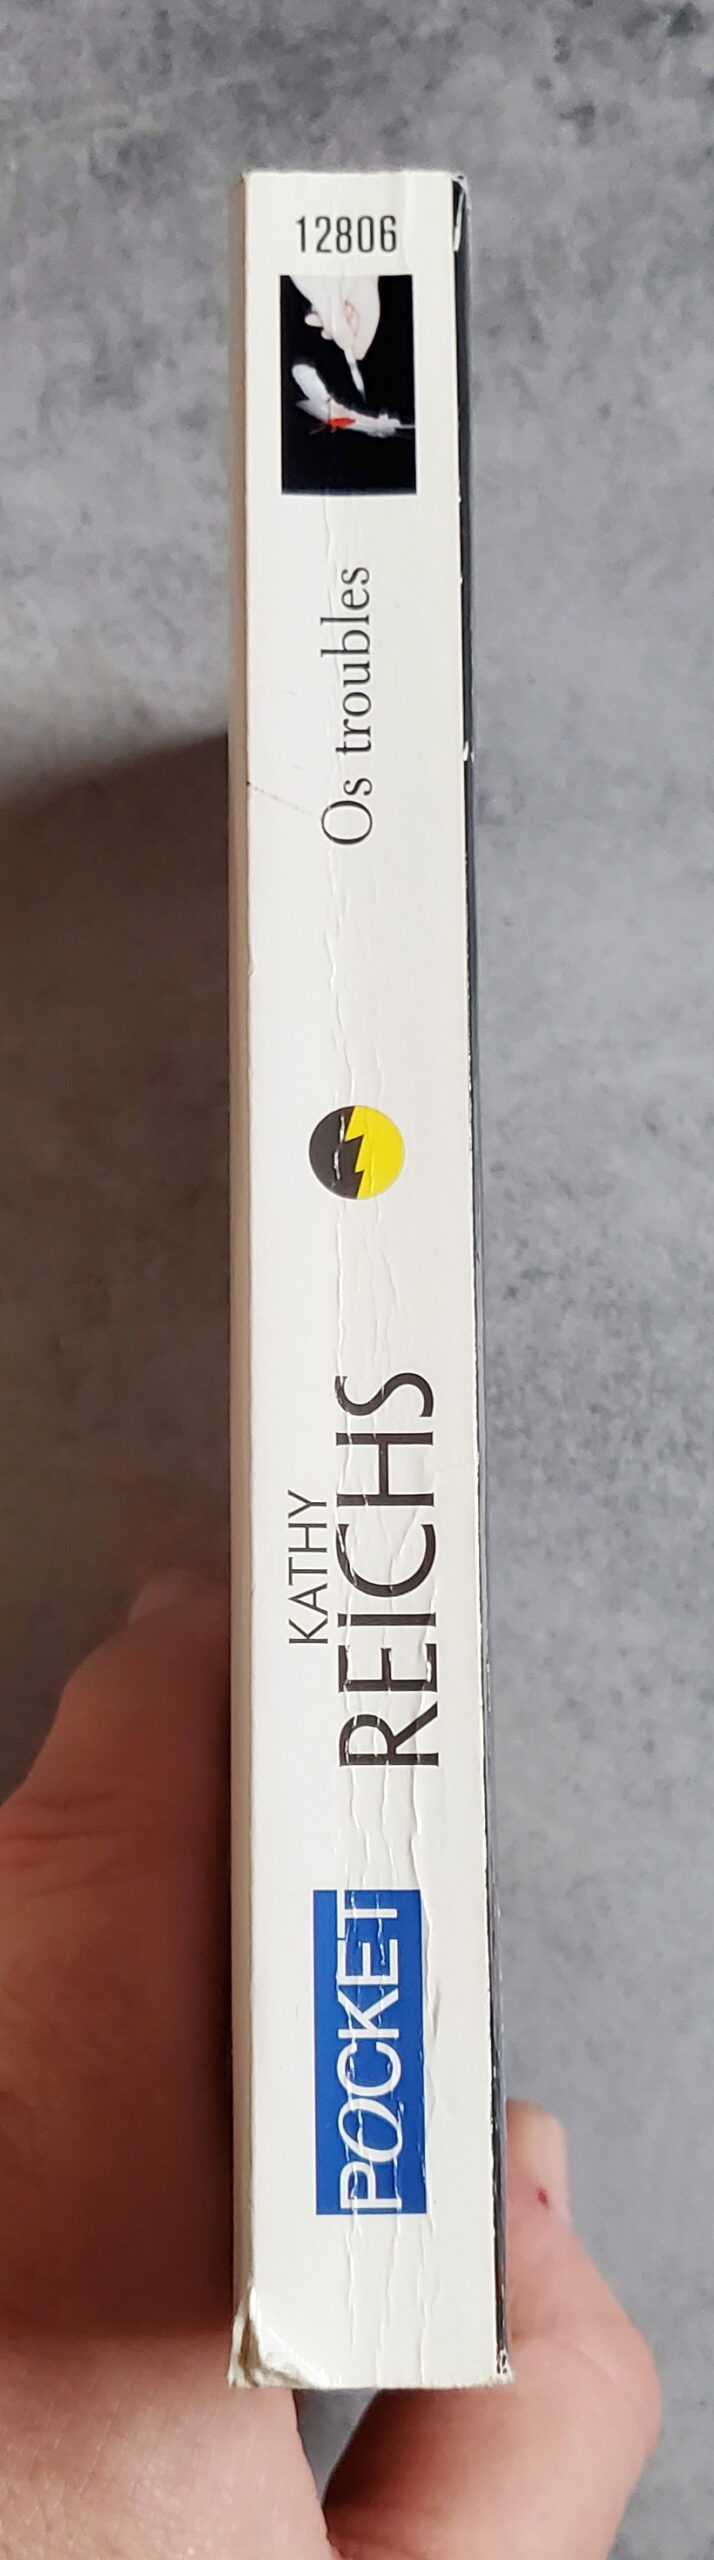 12806
Os troubles
KATHY
REICHS
POCKET